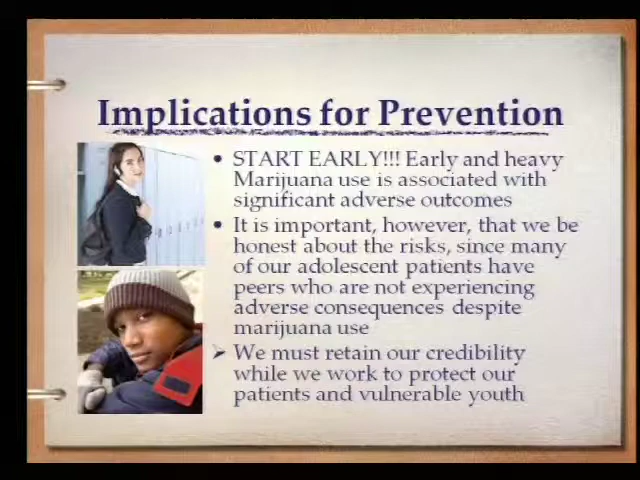 Implications for Prevention
• START EARLY!!! Early and heavy
Marijuana use is associated with
significant adverse outcomes
• It is important, however, that we be
honest about the risks, since many
of our adolescent patients have
peers who are not experiencing
adverse consequences despite
marijuana use
➢ We must retain our credibility
while we work to protect our
patients and vulnerable youth